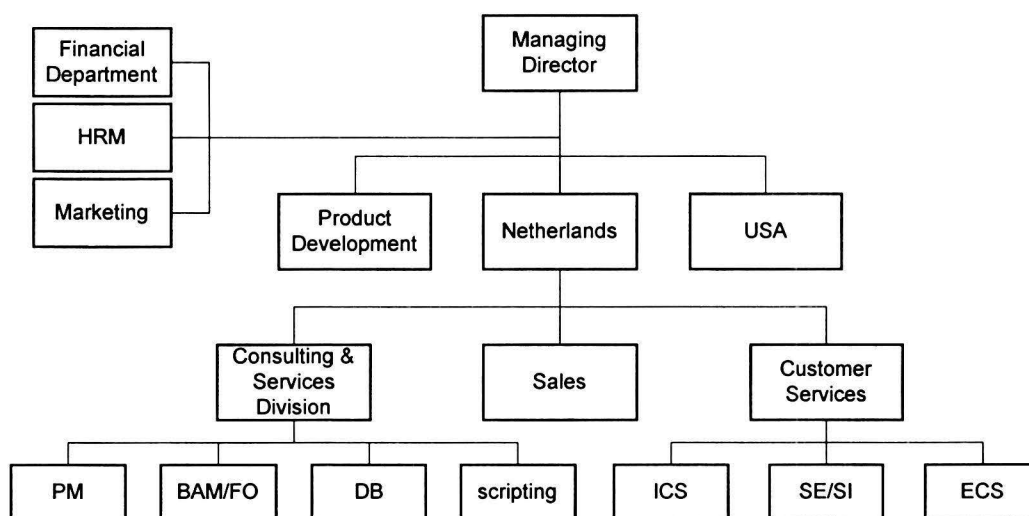 Financial
Department
Managing
Director
HRM
Marketing
Product
Development
Netherlands
USA
Consulting &
Services
Division
Sales
Customer
Services
PM
BAM/FO
DB
scripting
ICS
SE/SI
ECS